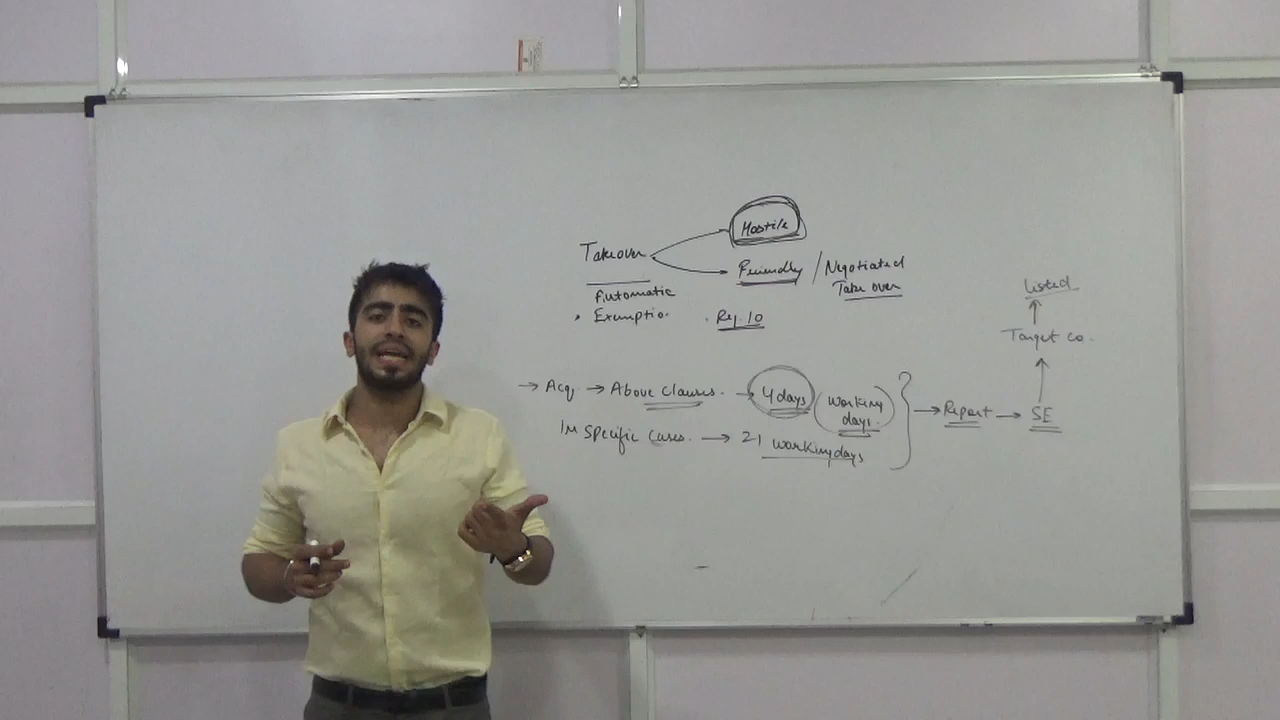 Hostile
Takeover
Friendly / Negotiated
Take over
Automatic
• Exemptio. . Reg. 10
Listed
Target co.
→ Acq. → Above Clauses. → 4 days (working days.)
In Specific Cases. → 21 working days
→ Report → SE